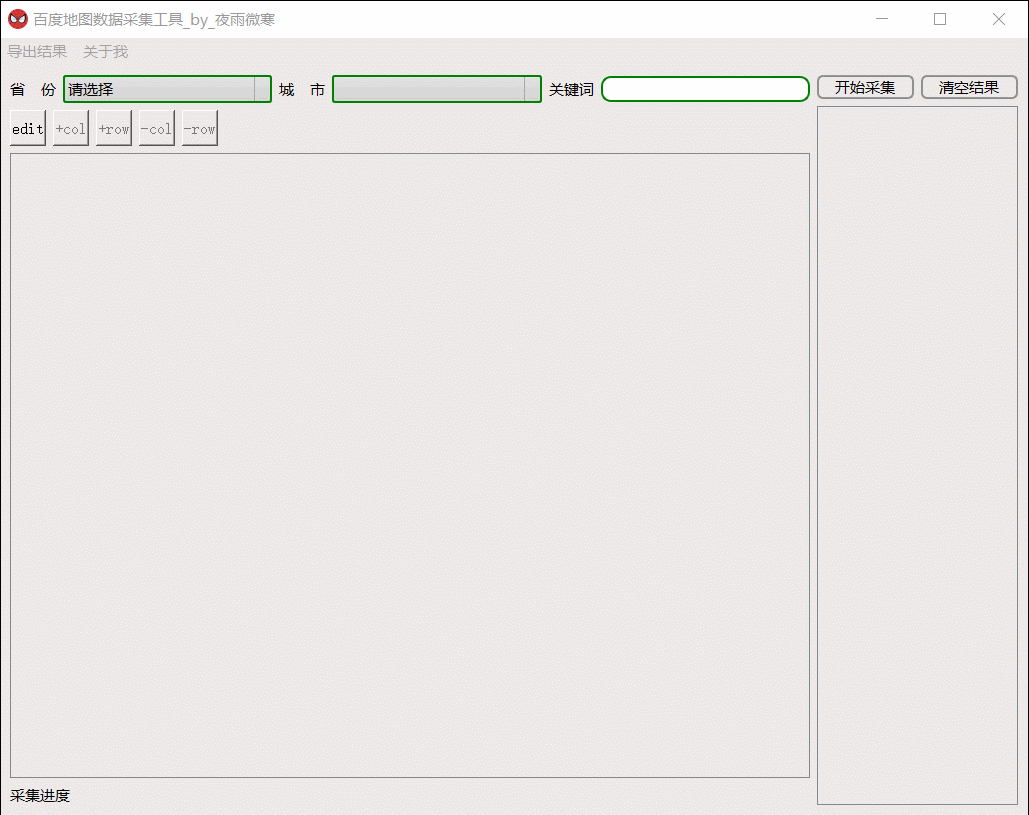 百度地图数据采集工具_by_夜雨微寒
导出结果 关于我
省 份 请选择 城 市 关键词 开始采集 清空结果
edit +col +row -col -row
采集进度